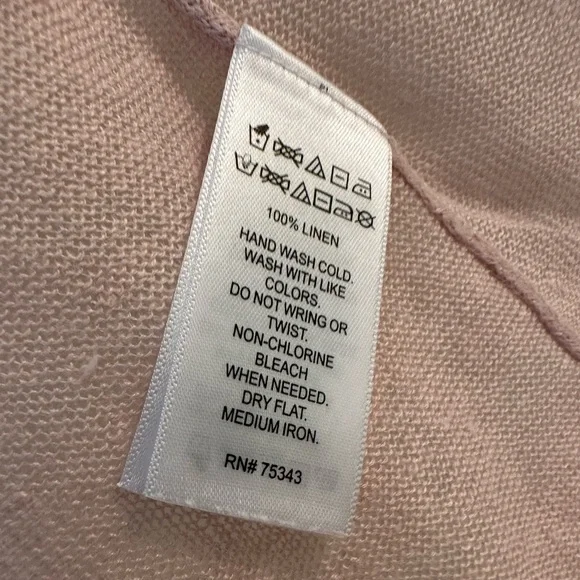 100% LINEN
HAND WASH COLD.
WASH WITH LIKE
COLORS.
DO NOT WRING OR
TWIST.
NON-CHLORINE
BLEACH
WHEN NEEDED.
DRY FLAT.
MEDIUM IRON.
RN# 75343